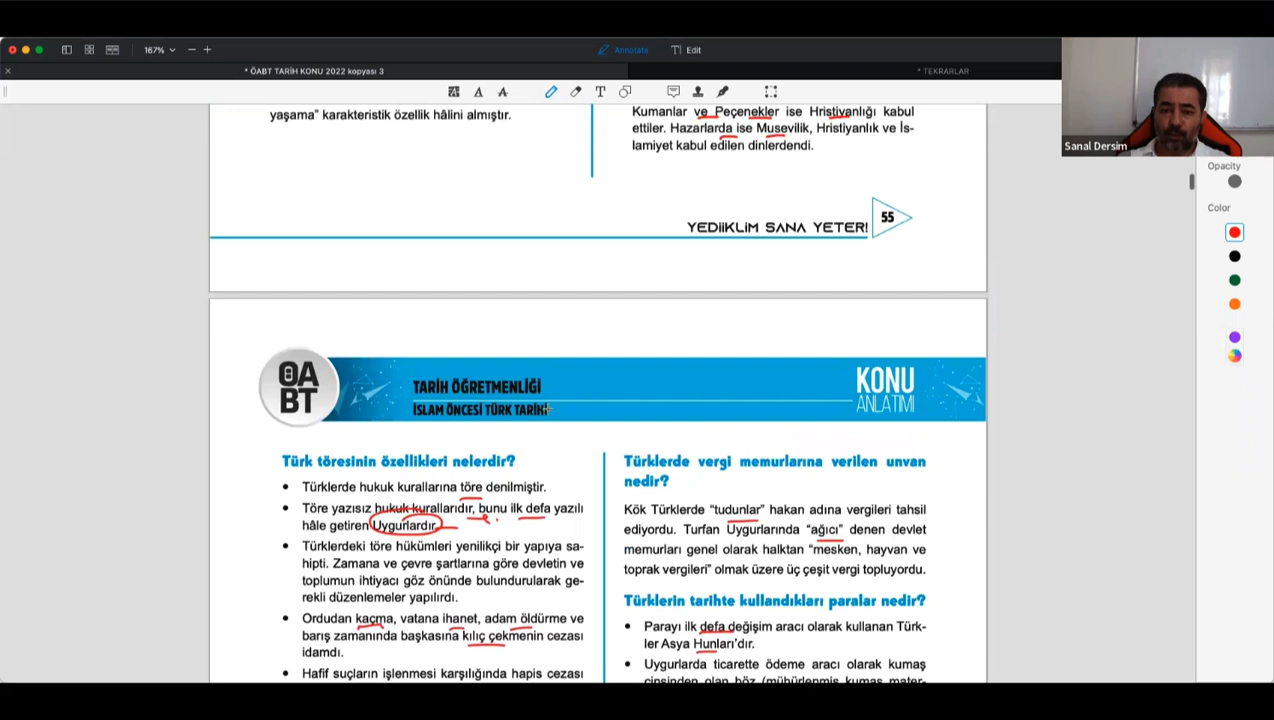 167%
Annotate
Edit
* ÖABT TARİH KONU 2022 kopyası 3
* TEKRARLAR
Sanal Dersim
Opacity
Color
yaşama” karakteristik özellik hâlini almıştır.
Kumanlar ve Peçenekler ise Hristiyanlığı kabul
ettiler. Hazarlarda ise Musevilik, Hristiyanlık ve İs-
lamiyet kabul edilen dinlerdendi.
YEDiiKLiM SANA YETER!
55
ÖA
BT
TARİH ÖĞRETMENLİĞİ
İSLAM ÖNCESİ TÜRK TARİHİ
KONU
ANLATIMI
Türk töresinin özellikleri nelerdir?
• Türklerde hukuk kurallarına töre denilmiştir.
• Töre yazısız hukuk kurallarıdır, bunu ilk defa yazılı
hâle getiren Uygurlardır.
• Türklerdeki töre hükümleri yenilikçi bir yapıya sa-
hipti. Zamana ve çevre şartlarına göre devletin ve
toplumun ihtiyacı göz önünde bulundurularak ge-
rekli düzenlemeler yapılırdı.
• Ordudan kaçma, vatana ihanet, adam öldürme ve
barış zamanında başkasına kılıç çekmenin cezası
idamdı.
• Hafif suçların işlenmesi karşılığında hapis cezası
Türklerde vergi memurlarına verilen unvan
nedir?
Kök Türklerde “tudunlar” hakan adına vergileri tahsil
ediyordu. Turfan Uygurlarında “ağıcı” denen devlet
memurları genel olarak halktan “mesken, hayvan ve
toprak vergileri” olmak üzere üç çeşit vergi topluyordu.
Türklerin tarihte kullandıkları paralar nedir?
• Parayı ilk defa değişim aracı olarak kullanan Türk-
ler Asya Hunları’dır.
• Uygurlarda ticarette ödeme aracı olarak kumaş
cinsinden olan böz (mühürlenmiş kumaş mater-